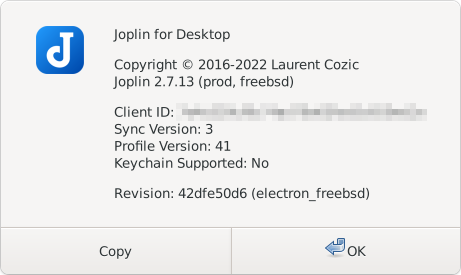 Joplin for Desktop
Copyright © 2016-2022 Laurent Cozic
Joplin 2.7.13 (prod, freebsd)
Client ID:
Sync Version: 3
Profile Version: 41
Keychain Supported: No
Revision: 42dfe50d6 (electron_freebsd)
Copy
OK